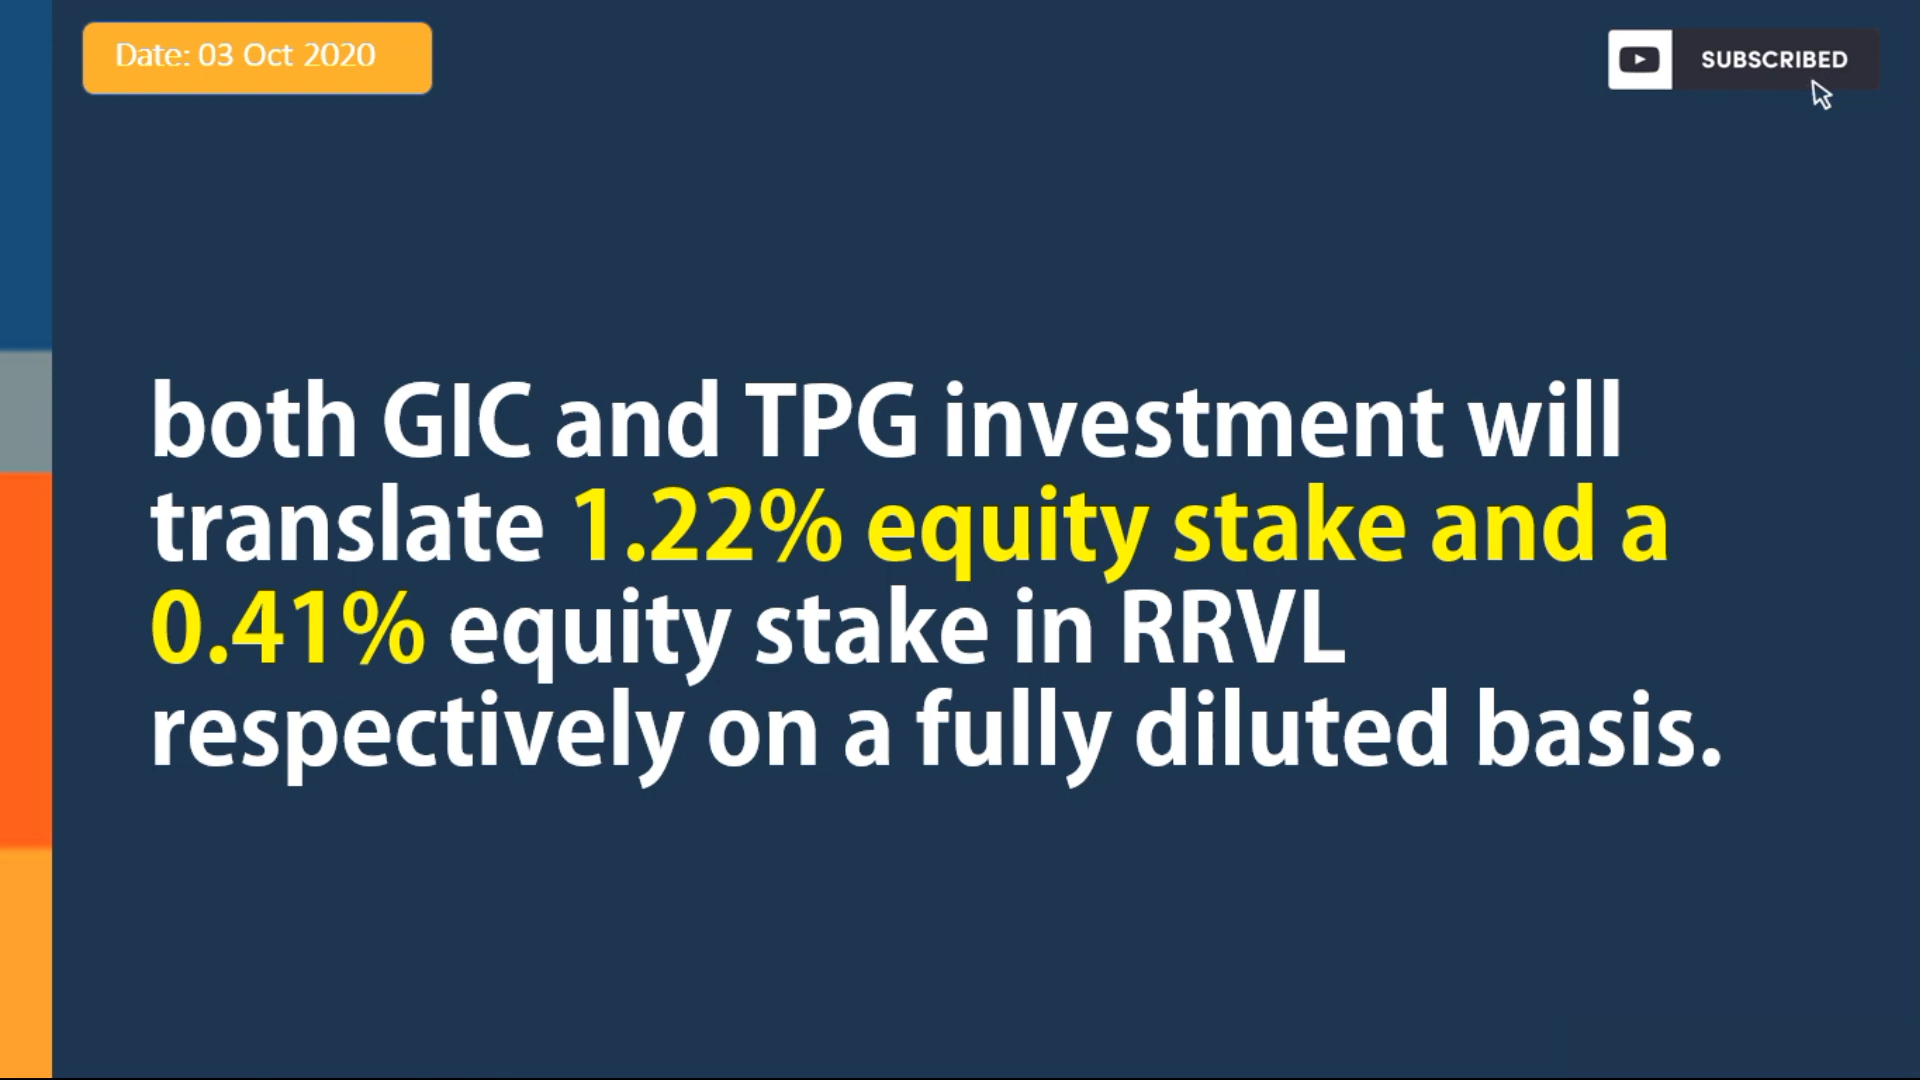 Date: 03 Oct 2020
SUBSCRIBED
both GIC and TPG investment will
translate 1.22% equity stake and a
0.41% equity stake in RRVL
respectively on a fully diluted basis.